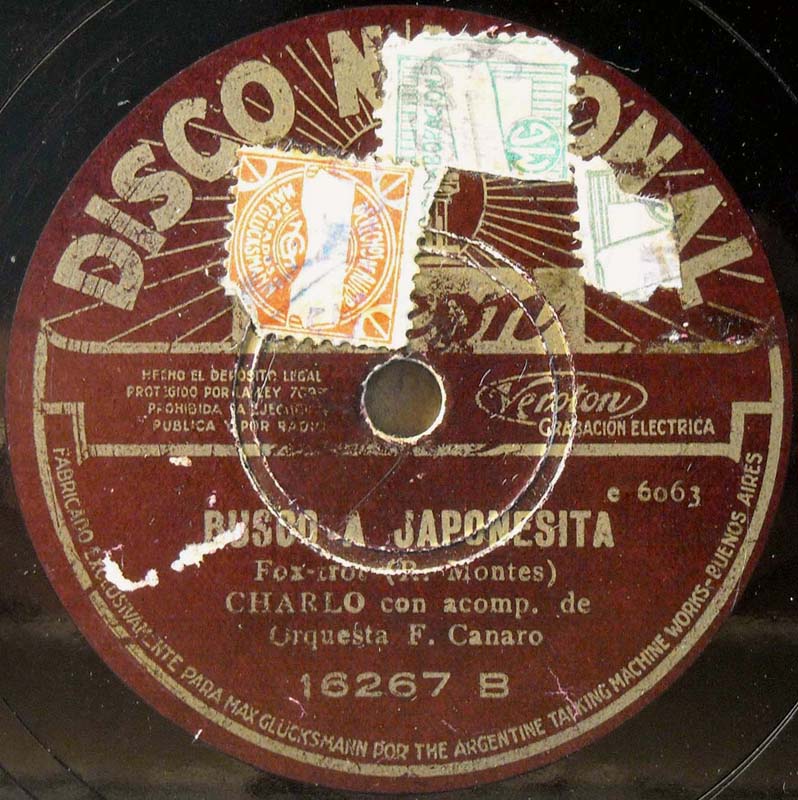 DISCO N ONAL
HECHO EL DEPOSITO LEGAL
PROTEGIDO POR LA LEY
PROHIBIDA LA EJECUCION
PUBLICA Y POR RADIO
Veroton
GRABACION ELECTRICA
e 6063
BUSCO A JAPONESITA
Fox-trot (R. Montes)
CHARLO con acomp. de
Orquesta F. Canaro
16267 B
FABRICADO EXCLUSIVAMENTE PARA MAX GLÜCKSMANN POR THE ARGENTINE TALKING MACHINE WORKS-BUENOS AIRES